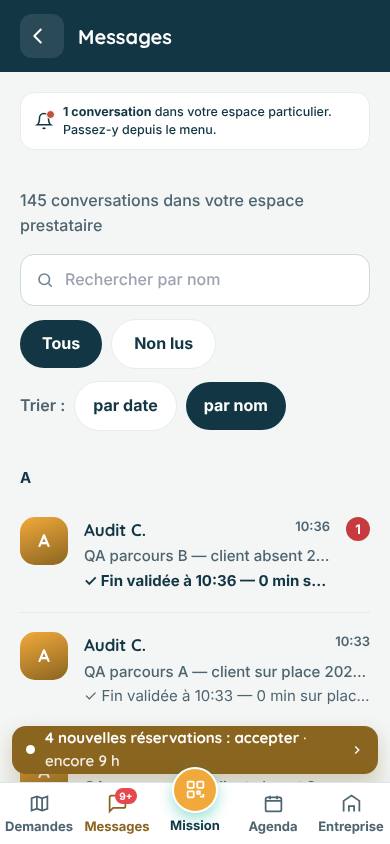 Messages
1 conversation dans votre espace particulier.
Passez-y depuis le menu.
145 conversations dans votre espace
prestataire
Rechercher par nom
Tous
Non lus
Trier :
par date
par nom
A
A
Audit C.
10:36
1
QA parcours B — client absent 2...
✓ Fin validée à 10:36 — 0 min s...
A
Audit C.
10:33
QA parcours A — client sur place 202...
✓ Fin validée à 10:33 — 0 min sur plac...
4 nouvelles réservations : accepter ·
encore 9 h
9+
Demandes
Messages
Mission
Agenda
Entreprise